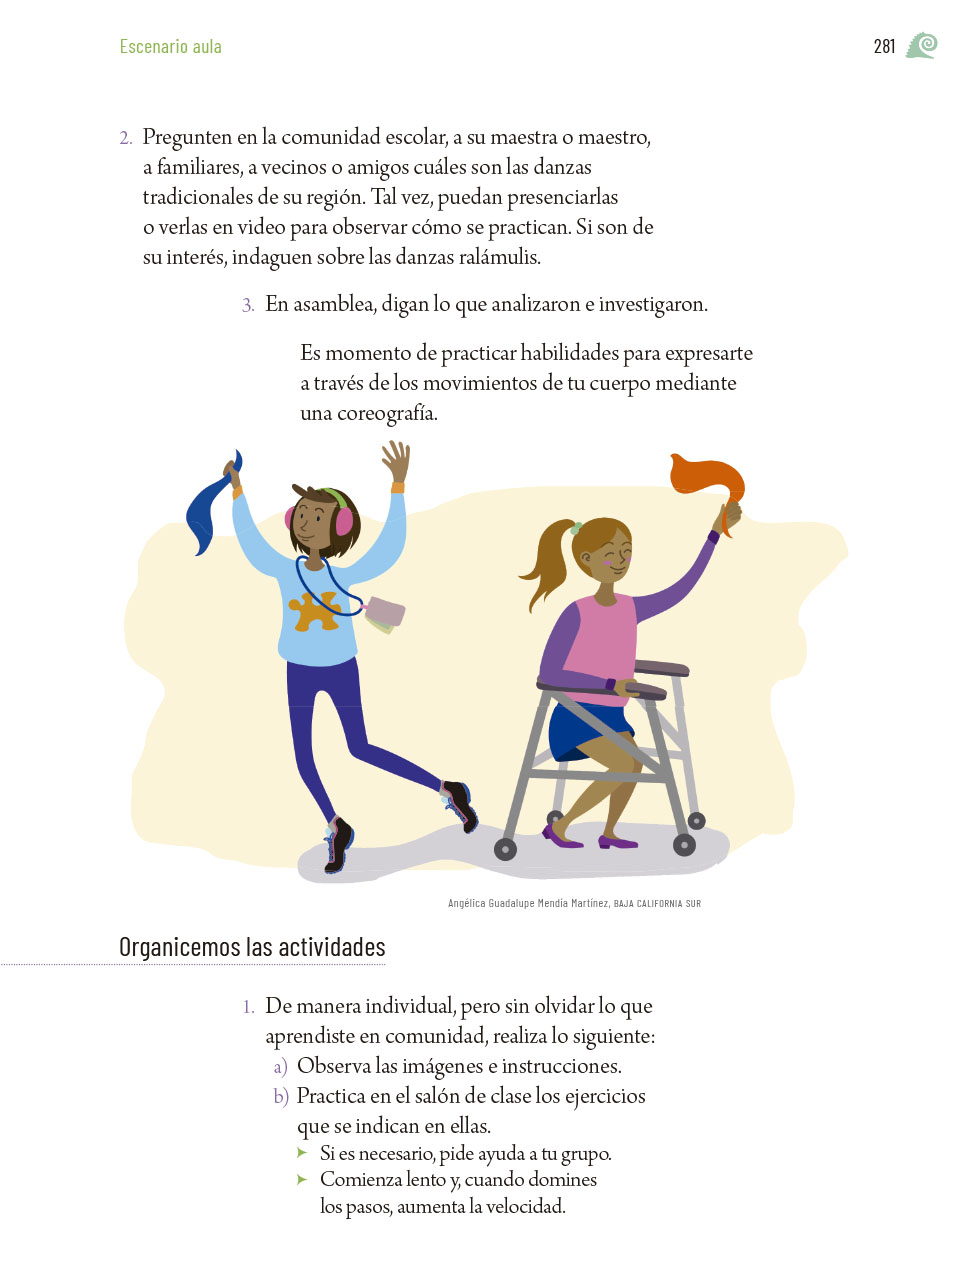 Escenario aula
281
2. Pregunten en la comunidad escolar, a su maestra o maestro,
a familiares, a vecinos o amigos cuáles son las danzas
tradicionales de su región. Tal vez, puedan presenciarlas
o verlas en video para observar cómo se practican. Si son de
su interés, indaguen sobre las danzas ralámulis.
3. En asamblea, digan lo que analizaron e investigaron.
Es momento de practicar habilidades para expresarte
a través de los movimientos de tu cuerpo mediante
una coreografía.
Angélica Guadalupe Mendía Martínez, BAJA CALIFORNIA SUR
Organicemos las actividades
1. De manera individual, pero sin olvidar lo que
aprendiste en comunidad, realiza lo siguiente:
a) Observa las imágenes e instrucciones.
b) Practica en el salón de clase los ejercicios
que se indican en ellas.
➤ Si es necesario, pide ayuda a tu grupo.
➤ Comienza lento y, cuando domines
los pasos, aumenta la velocidad.